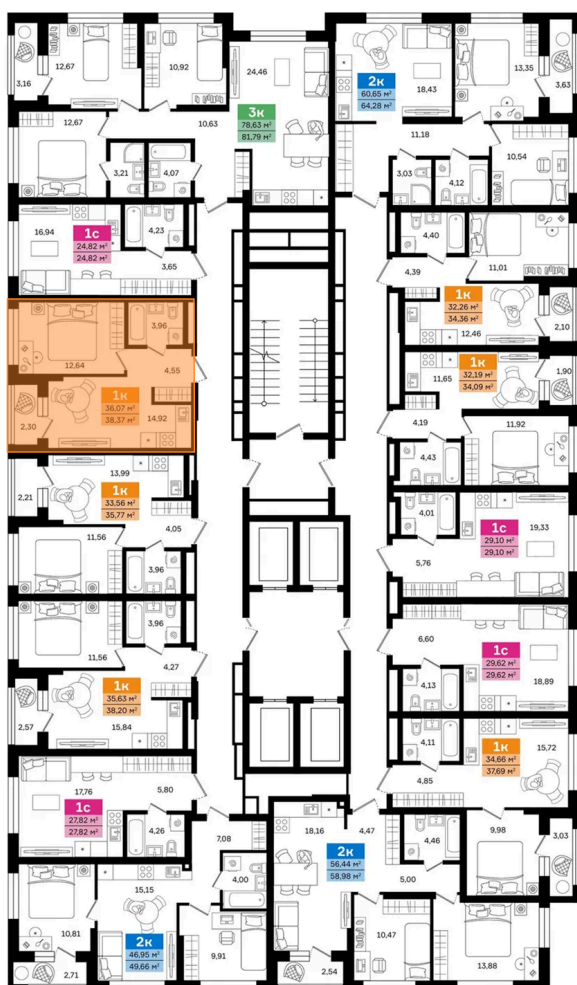 12,67
10,92
24,46
3,16
3к
78,63 м²
81,79 м²
12,67
10,63
3,21
4,07
2к
60,65 м²
64,28 м²
18,43
13,35
3,63
11,18
3,03
4,12
10,54
16,94
1с
24,82 м²
24,82 м²
4,23
3,65
4,40
4,39
11,01
1к
32,26 м²
34,36 м²
12,46
2,10
12,64
3,96
4,55
1к
36,07 м²
38,37 м²
14,92
2,30
11,65
1к
32,19 м²
34,09 м²
1,90
4,19
4,43
11,92
13,99
2,21
1к
33,56 м²
35,77 м²
4,05
11,56
3,96
4,01
1с
29,10 м²
29,10 м²
19,33
5,76
3,96
11,56
4,27
1к
35,63 м²
38,20 м²
2,57
15,84
6,60
1с
29,62 м²
29,62 м²
4,13
18,89
4,11
1к
34,66 м²
37,69 м²
15,72
4,85
17,76
5,80
1с
27,82 м²
27,82 м²
4,26
7,08
18,16
4,47
2к
56,44 м²
58,98 м²
4,46
5,00
9,98
3,03
4,00
15,15
10,81
2к
46,95 м²
49,66 м²
2,71
9,91
2,54
10,47
13,88